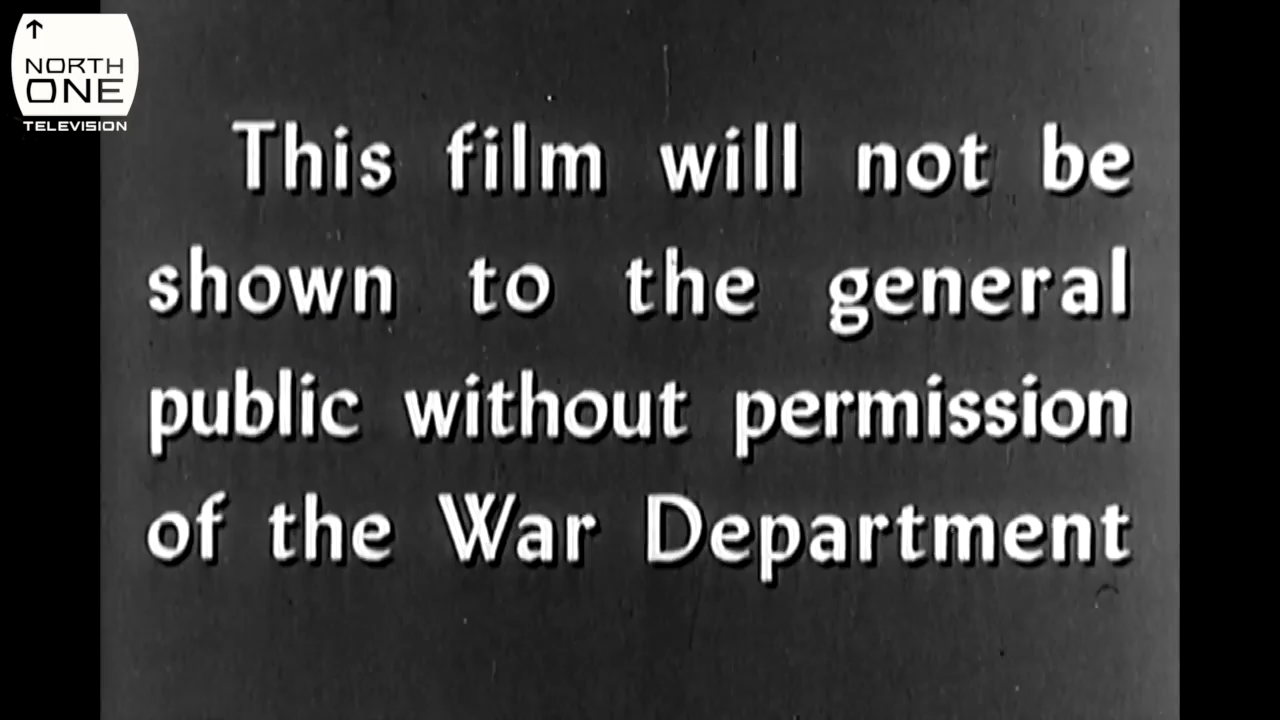 NORTH
ONE
TELEVISION
This film will not be
shown to the general
public without permission
of the War Department